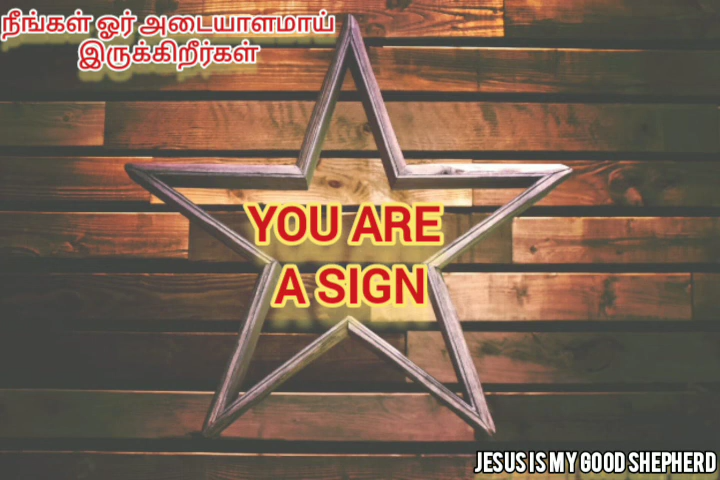 நீங்கள் ஓர் அடையாளமாய்
இருக்கிறீர்கள்
YOU ARE
A SIGN
JESUS IS MY GOOD SHEPHERD